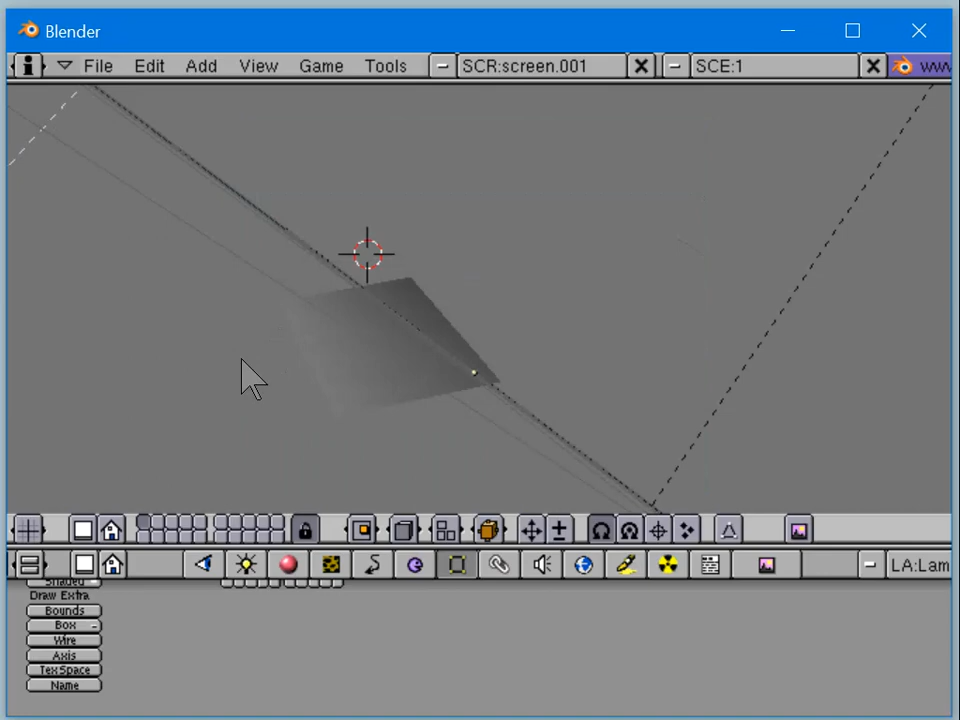 Blender
File Edit Add View Game Tools SCR:screen.001 SCE:1 www
LA:Lam
Shaded
Draw Extra
Bounds
Box
Wire
Axis
TexSpace
Name